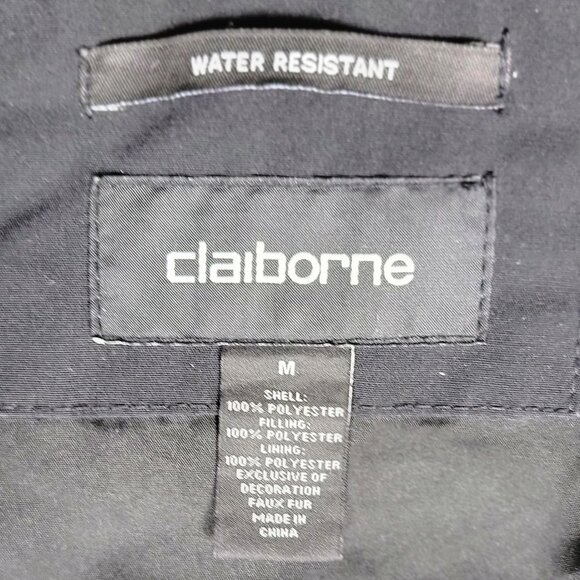 WATER RESISTANT
claiborne
M
SHELL:
100% POLYESTER
FILLING:
100% POLYESTER
LINING:
100% POLYESTER
EXCLUSIVE OF
DECORATION
FAUX FUR
MADE IN
CHINA